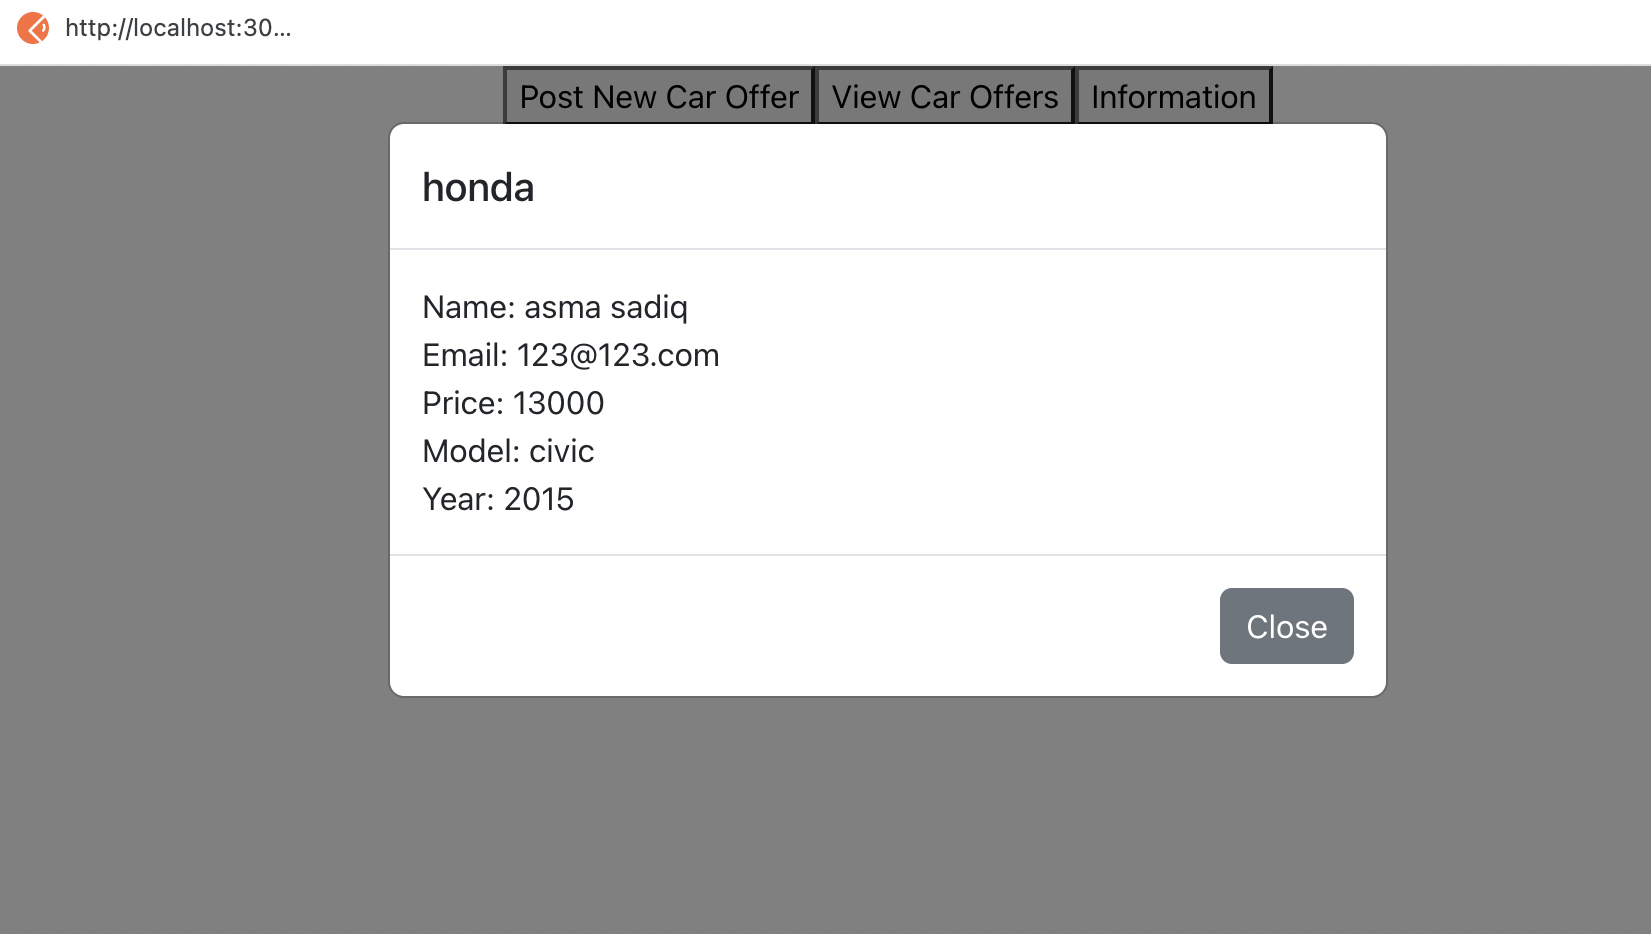 http://localhost:30...
Post New Car Offer View Car Offers Information
honda
Name: asma sadiq
Email: 123@123.com
Price: 13000
Model: civic
Year: 2015
Close